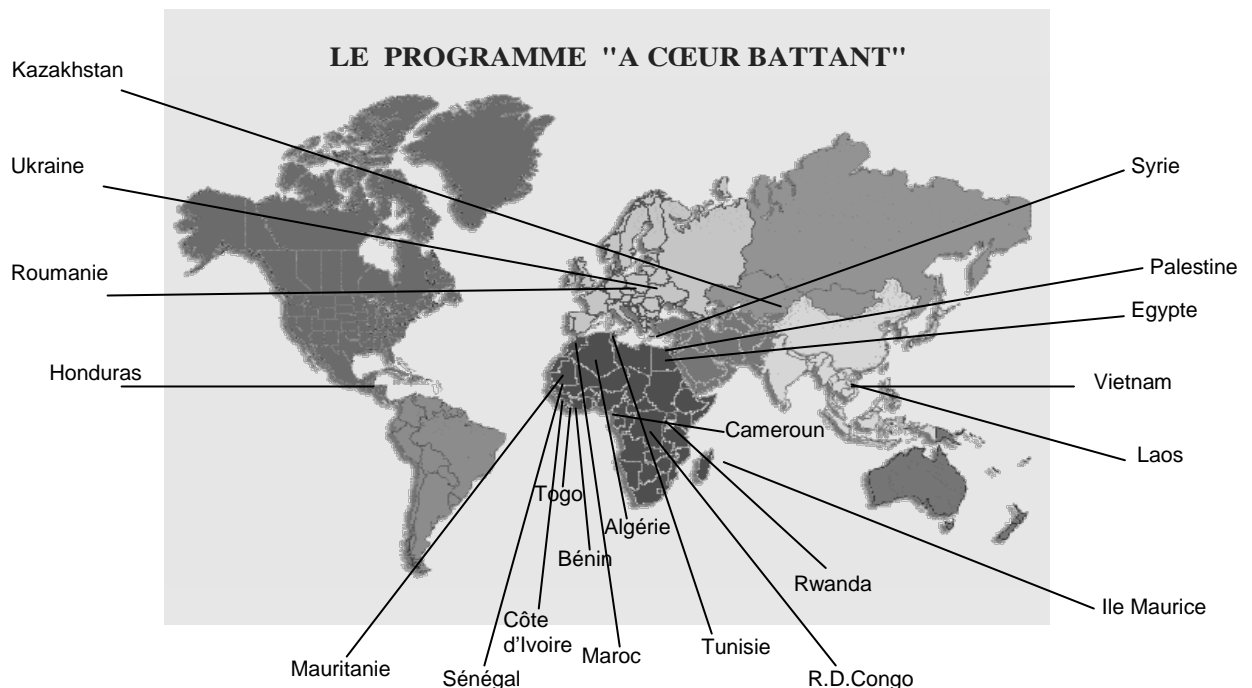 LE PROGRAMME "A CŒUR BATTANT"
Kazakhstan
Ukraine
Syrie
Roumanie
Palestine
Egypte
Honduras
Vietnam
Cameroun
Laos
Togo
Algérie
Bénin
Rwanda
Ile Maurice
Côte
d'Ivoire
Maroc
Tunisie
Mauritanie
Sénégal
R.D.Congo